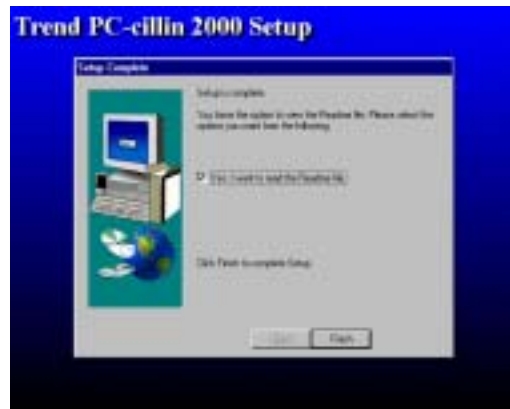 Trend PC-cillin 2000 Setup
Setup Complete
Setup is complete.
You have the option to view the Readme file. Please select the
option you want from the following.
Yes, I want to read the Readme file.
Click Finish to complete Setup.
Finish